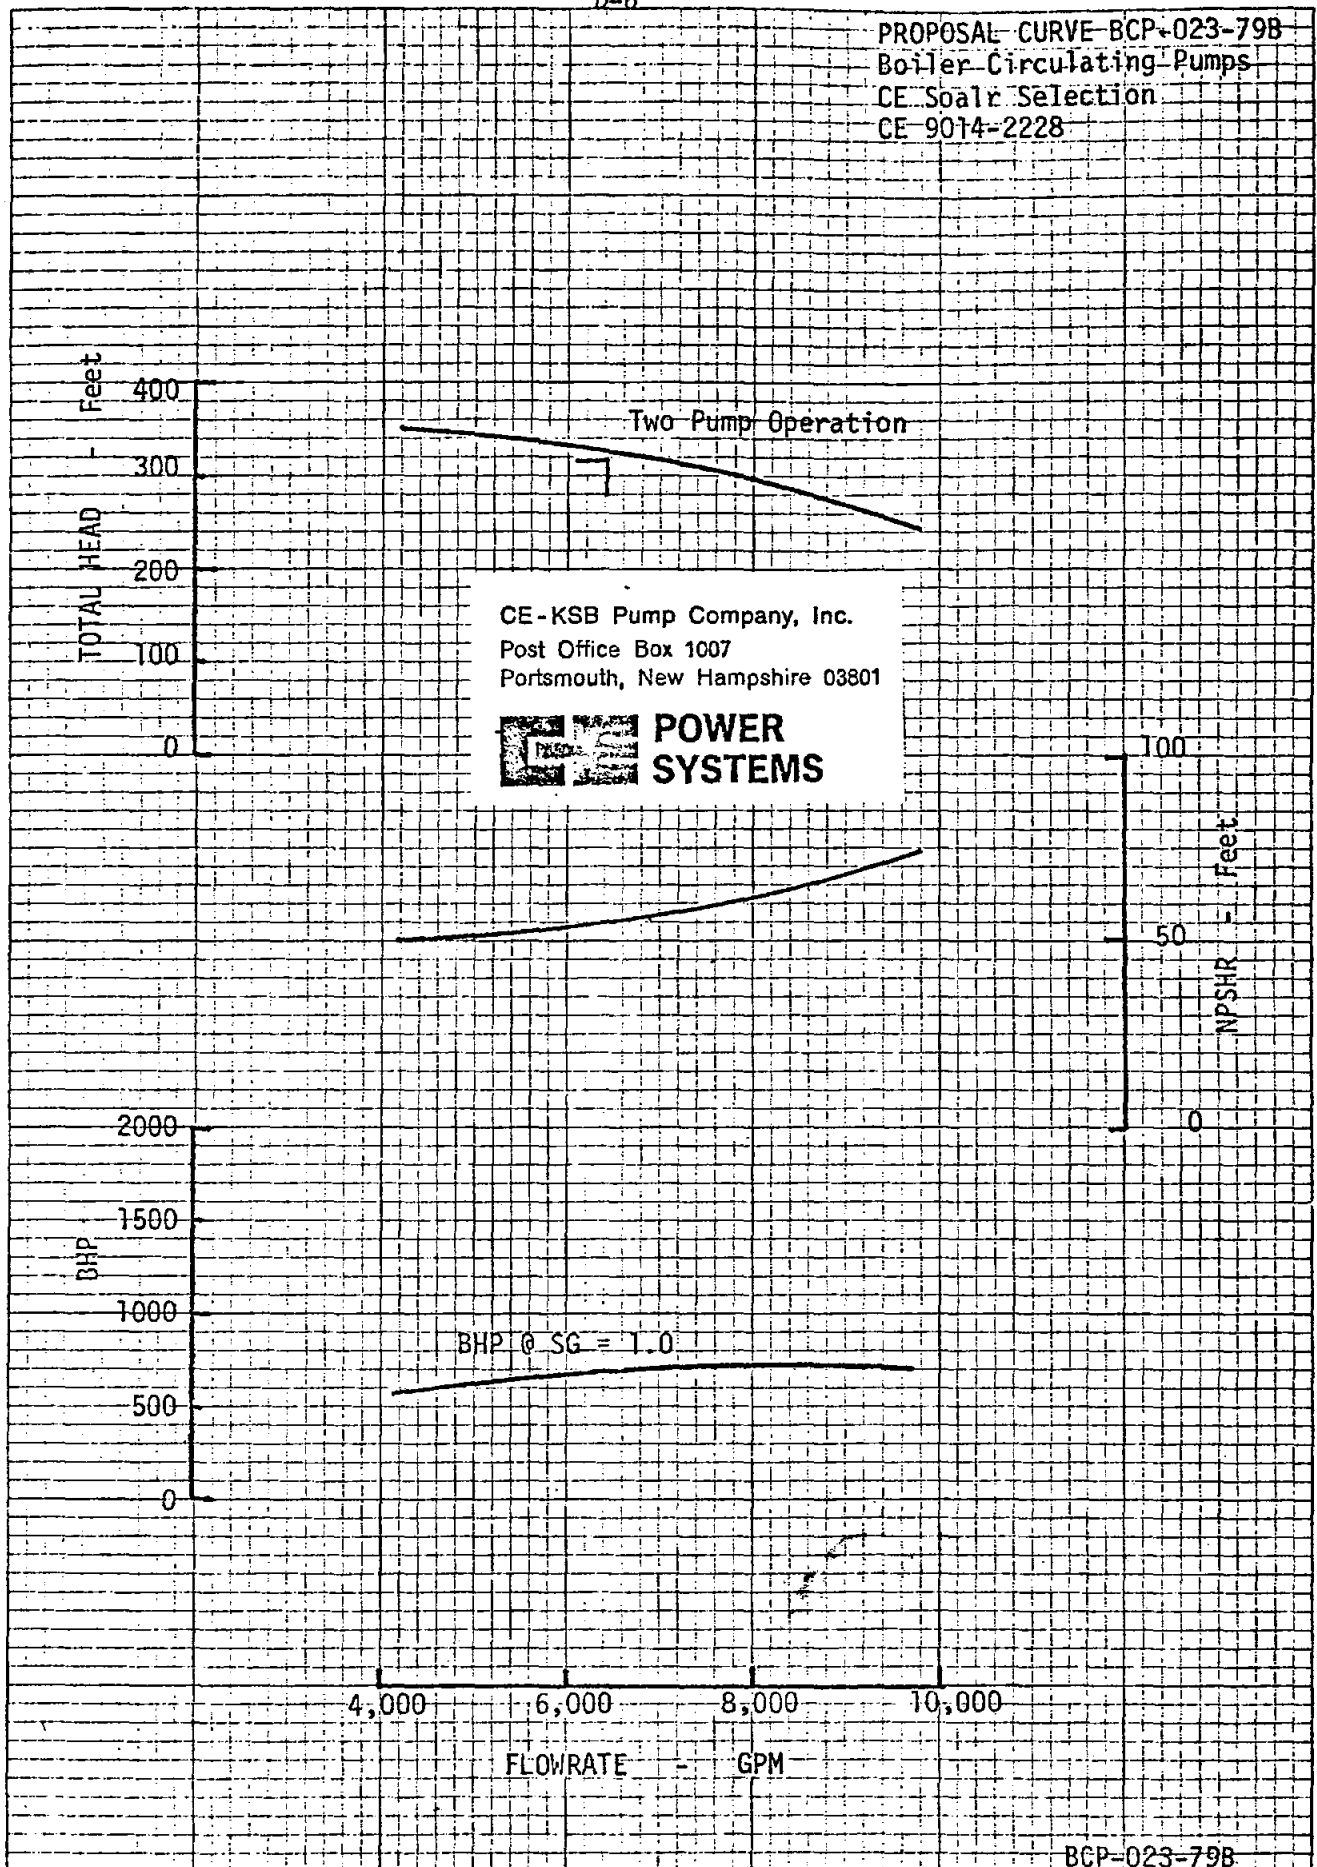 PROPOSAL CURVE BCP-023-79B
Boiler Circulating Pumps
CE Soalr Selection
CE 9014-2228
TOTAL HEAD - Feet
400
300
200
100
0
Two Pump Operation
CE-KSB Pump Company, Inc.
Post Office Box 1007
Portsmouth, New Hampshire 03801
POWER
SYSTEMS
100
50
0
NPSHR - Feet
BHP
2000
1500
1000
500
0
BHP @ SG = 1.0
4,000 6,000 8,000 10,000
FLOWRATE - GPM
BCP-023-79B